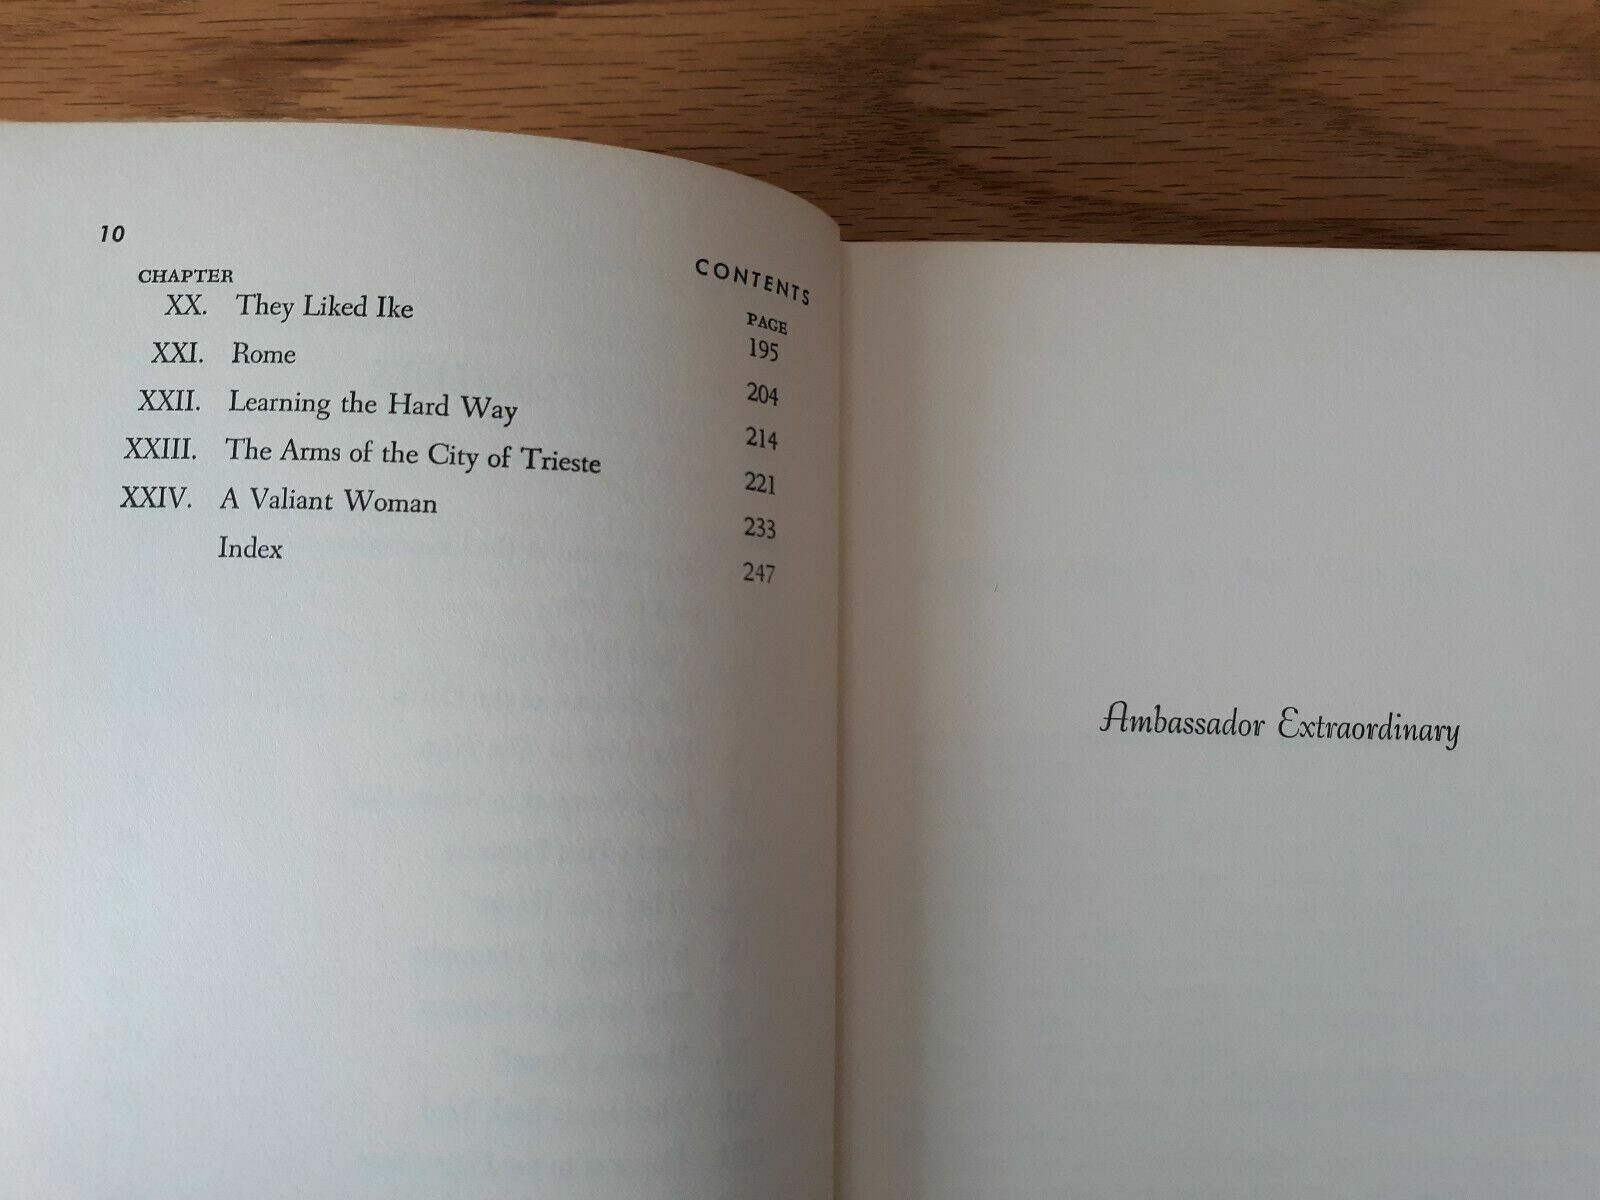 10
CONTENTS
CHAPTER PAGE
XX. They Liked Ike 195
XXI. Rome 204
XXII. Learning the Hard Way 214
XXIII. The Arms of the City of Trieste 221
XXIV. A Valiant Woman 233
Index 247
Ambassador Extraordinary